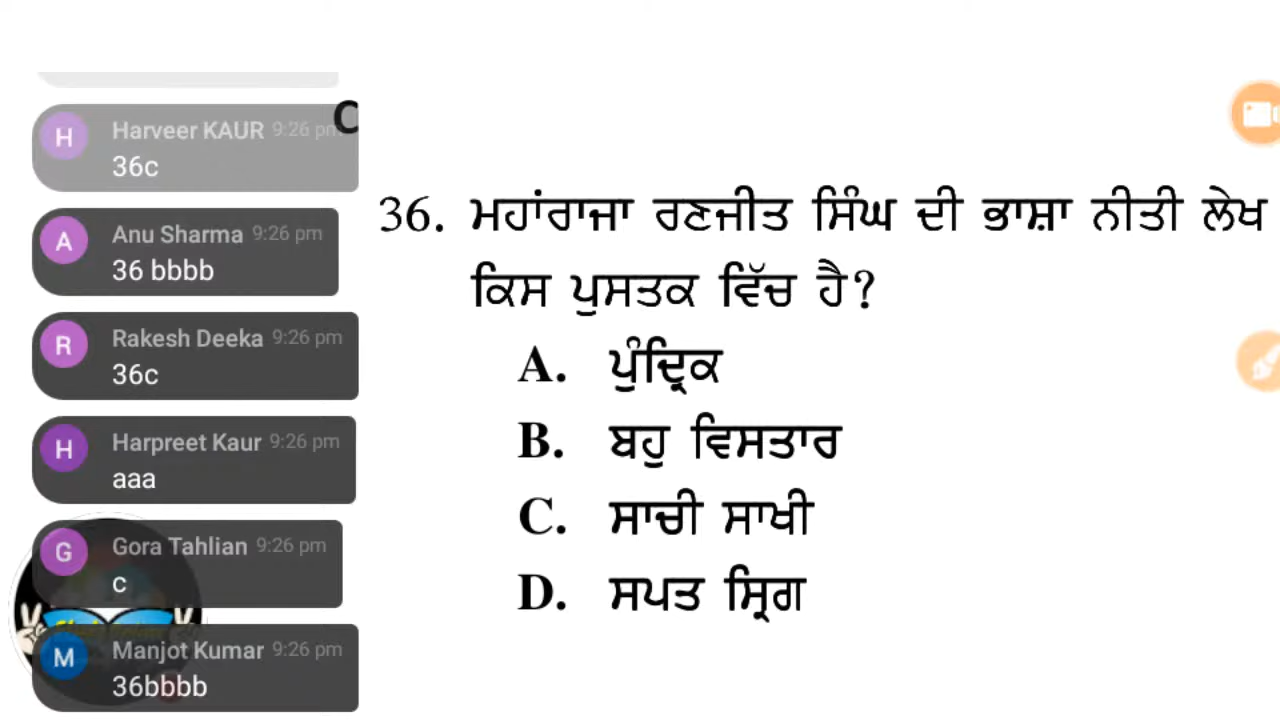 Harveer KAUR 9:26 pm
36c
Anu Sharma 9:26 pm
36 bbbb
Rakesh Deeka 9:26 pm
36c
Harpreet Kaur 9:26 pm
aaa
Gora Tahlian 9:26 pm
c
Manjot Kumar 9:26 pm
36bbbb
36. ਮਹਾਂਰਾਜਾ ਰਣਜੀਤ ਸਿੰਘ ਦੀ ਭਾਸ਼ਾ ਨੀਤੀ ਲੇਖ
ਕਿਸ ਪੁਸਤਕ ਵਿੱਚ ਹੈ?
A. ਪੁੰਦ੍ਰਿਕ
B. ਬਹੁ ਵਿਸਤਾਰ
C. ਸਾਚੀ ਸਾਖੀ
D. ਸਪਤ ਸ੍ਰਿਗ